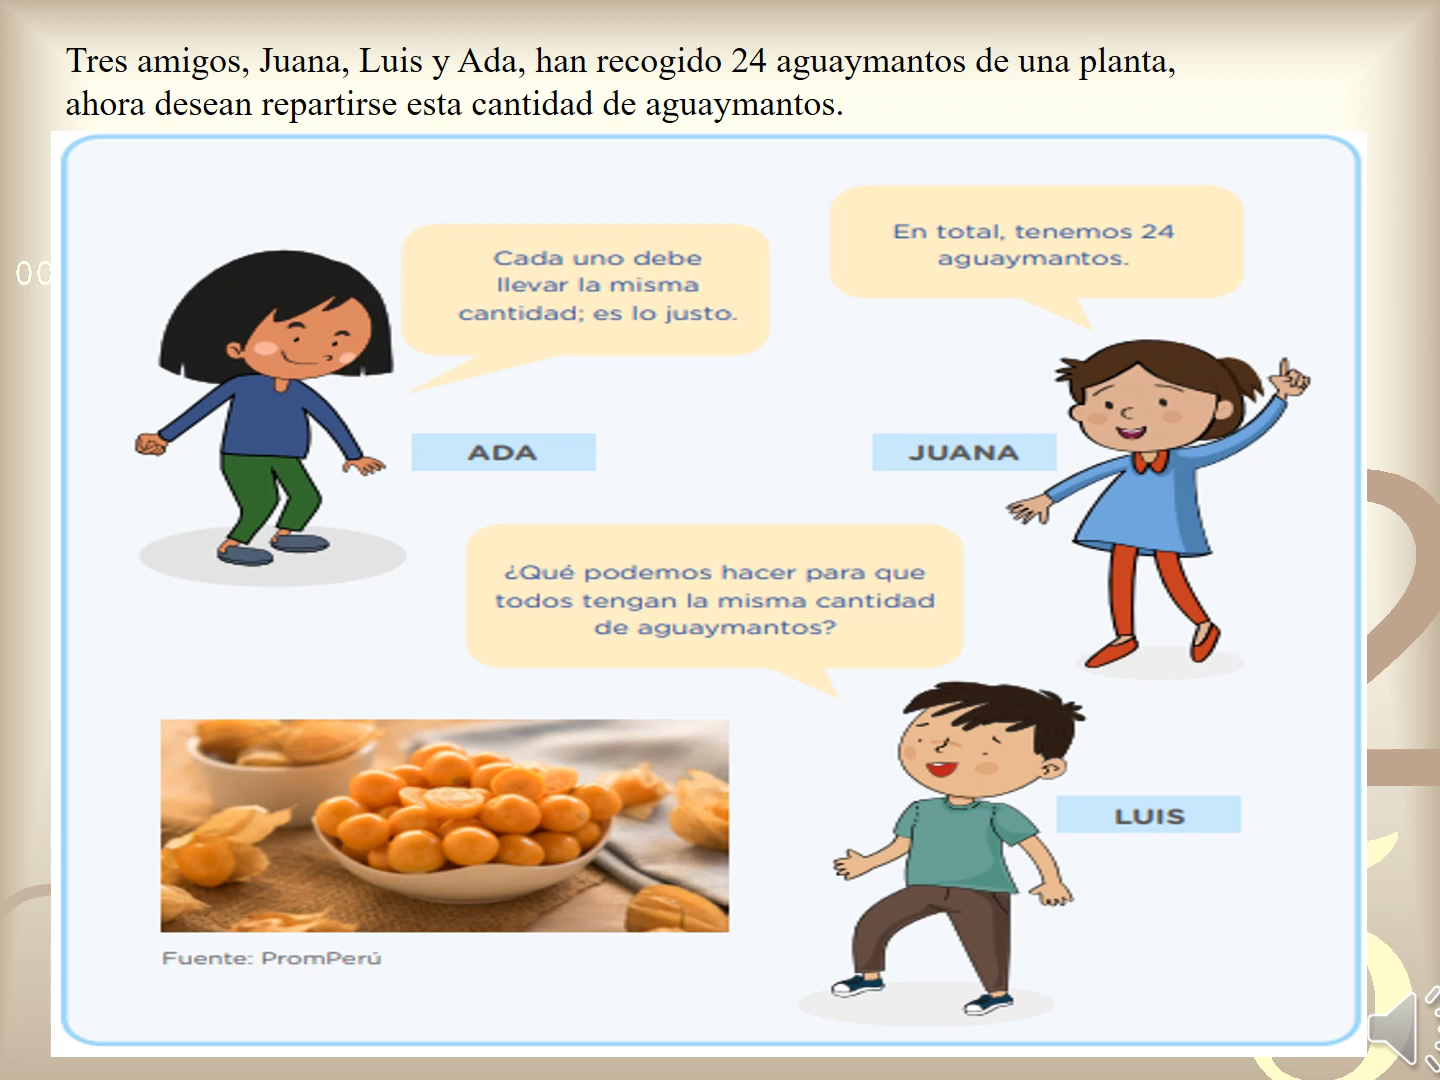 Tres amigos, Juana, Luis y Ada, han recogido 24 aguaymantos de una planta,
ahora desean repartirse esta cantidad de aguaymantos.
Cada uno debe
llevar la misma
cantidad; es lo justo.
En total, tenemos 24
aguaymantos.
ADA
JUANA
¿Qué podemos hacer para que
todos tengan la misma cantidad
de aguaymantos?
LUIS
Fuente: PromPerú
00
2